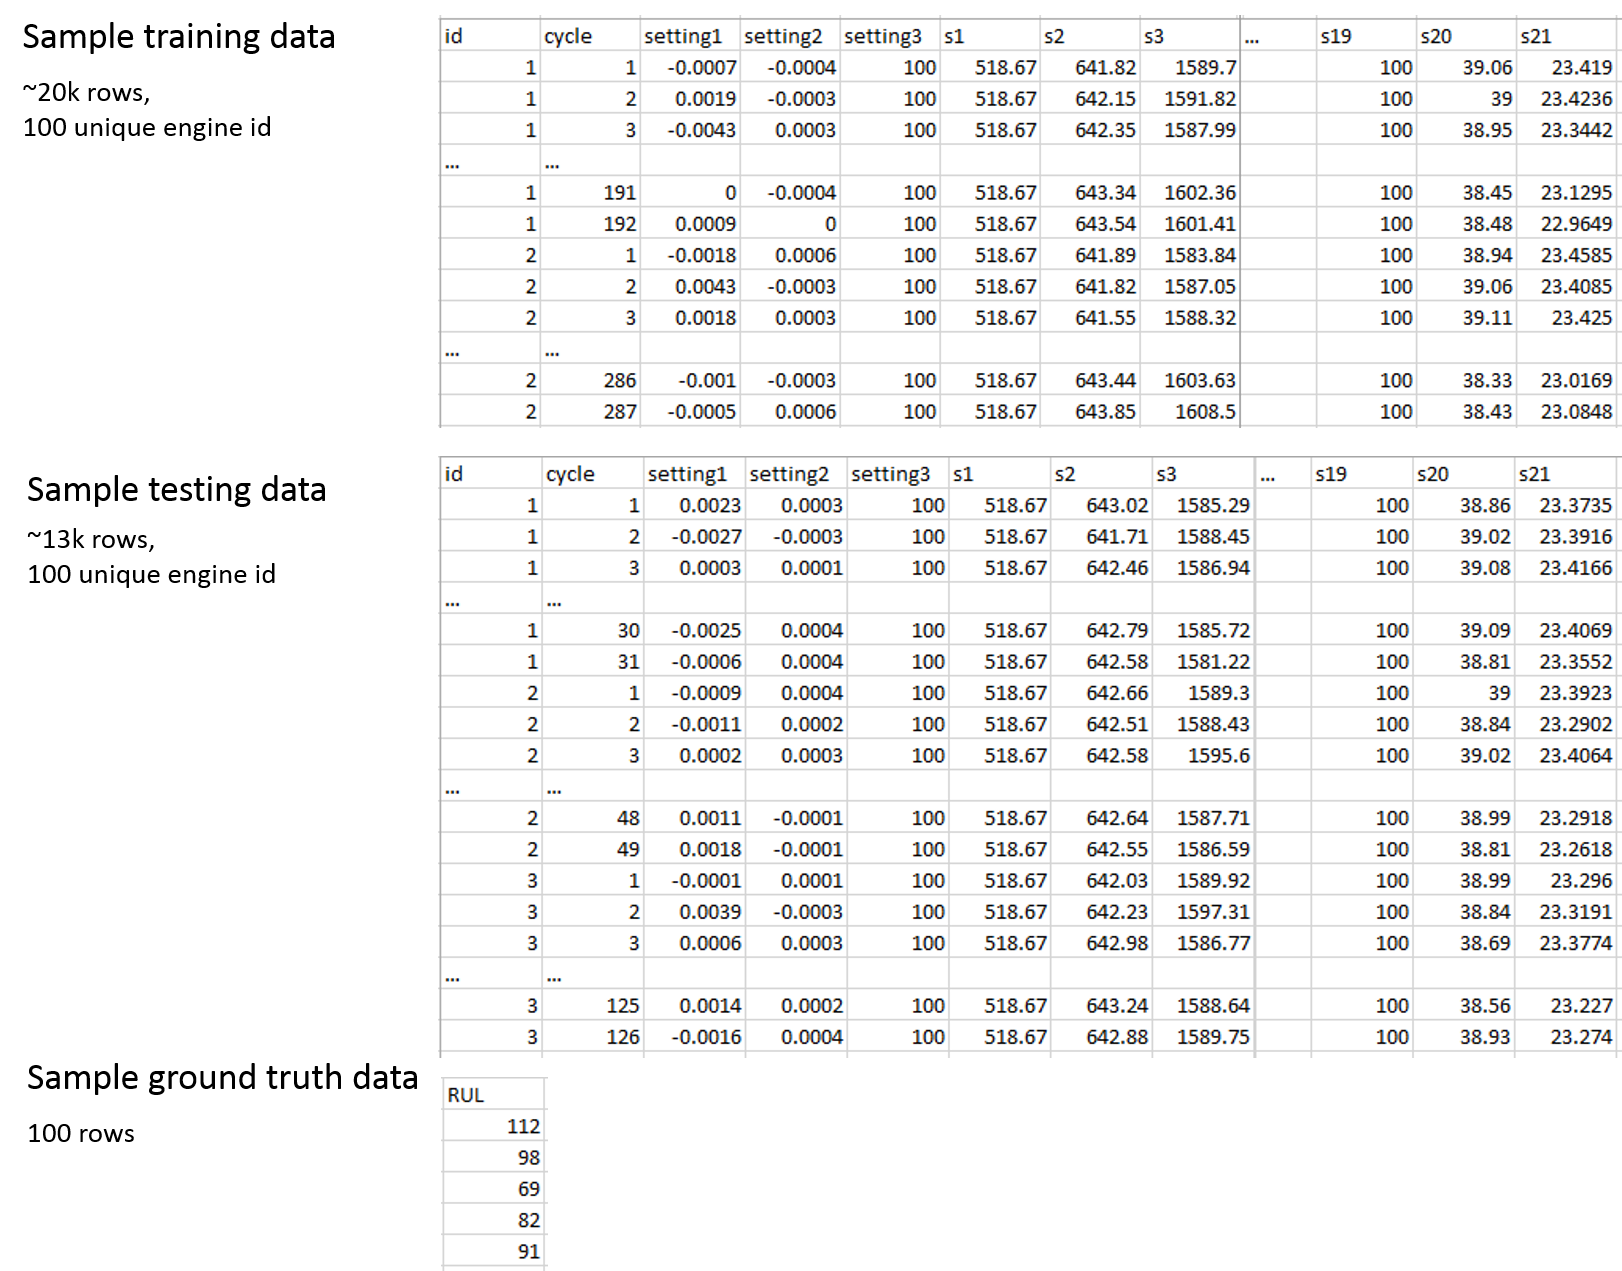 Sample training data
~20k rows,
100 unique engine id
id cycle setting1 setting2 setting3 s1 s2 s3 ... s19 s20 s21
1 1 -0.0007 -0.0004 100 518.67 641.82 1589.7 100 39.06 23.419
1 2 0.0019 -0.0003 100 518.67 642.15 1591.82 100 39 23.4236
1 3 -0.0043 0.0003 100 518.67 642.35 1587.99 100 38.95 23.3442
... ...
1 191 0 -0.0004 100 518.67 643.34 1602.36 100 38.45 23.1295
1 192 0.0009 0 100 518.67 643.54 1601.41 100 38.48 22.9649
2 1 -0.0018 0.0006 100 518.67 641.89 1583.84 100 38.94 23.4585
2 2 0.0043 -0.0003 100 518.67 641.82 1587.05 100 39.06 23.4085
2 3 0.0018 0.0003 100 518.67 641.55 1588.32 100 39.11 23.425
... ...
2 286 -0.001 -0.0003 100 518.67 643.44 1603.63 100 38.33 23.0169
2 287 -0.0005 0.0006 100 518.67 643.85 1608.5 100 38.43 23.0848
Sample testing data
~13k rows,
100 unique engine id
id cycle setting1 setting2 setting3 s1 s2 s3 ... s19 s20 s21
1 1 0.0023 0.0003 100 518.67 643.02 1585.29 100 38.86 23.3735
1 2 -0.0027 -0.0003 100 518.67 641.71 1588.45 100 39.02 23.3916
1 3 0.0003 0.0001 100 518.67 642.46 1586.94 100 39.08 23.4166
... ...
1 30 -0.0025 0.0004 100 518.67 642.79 1585.72 100 39.09 23.4069
1 31 -0.0006 0.0004 100 518.67 642.58 1581.22 100 38.81 23.3552
2 1 -0.0009 0.0004 100 518.67 642.66 1589.3 100 39 23.3923
2 2 -0.0011 0.0002 100 518.67 642.51 1588.43 100 38.84 23.2902
2 3 0.0002 0.0003 100 518.67 642.58 1595.6 100 39.02 23.4064
... ...
2 48 0.0011 -0.0001 100 518.67 642.64 1587.71 100 38.99 23.2918
2 49 0.0018 -0.0001 100 518.67 642.55 1586.59 100 38.81 23.2618
3 1 -0.0001 0.0001 100 518.67 642.03 1589.92 100 38.99 23.296
3 2 0.0039 -0.0003 100 518.67 642.23 1597.31 100 38.84 23.3191
3 3 0.0006 0.0003 100 518.67 642.98 1586.77 100 38.69 23.3774
... ...
3 125 0.0014 0.0002 100 518.67 643.24 1588.64 100 38.56 23.227
3 126 -0.0016 0.0004 100 518.67 642.88 1589.75 100 38.93 23.274
Sample ground truth data
100 rows
RUL
112
98
69
82
91